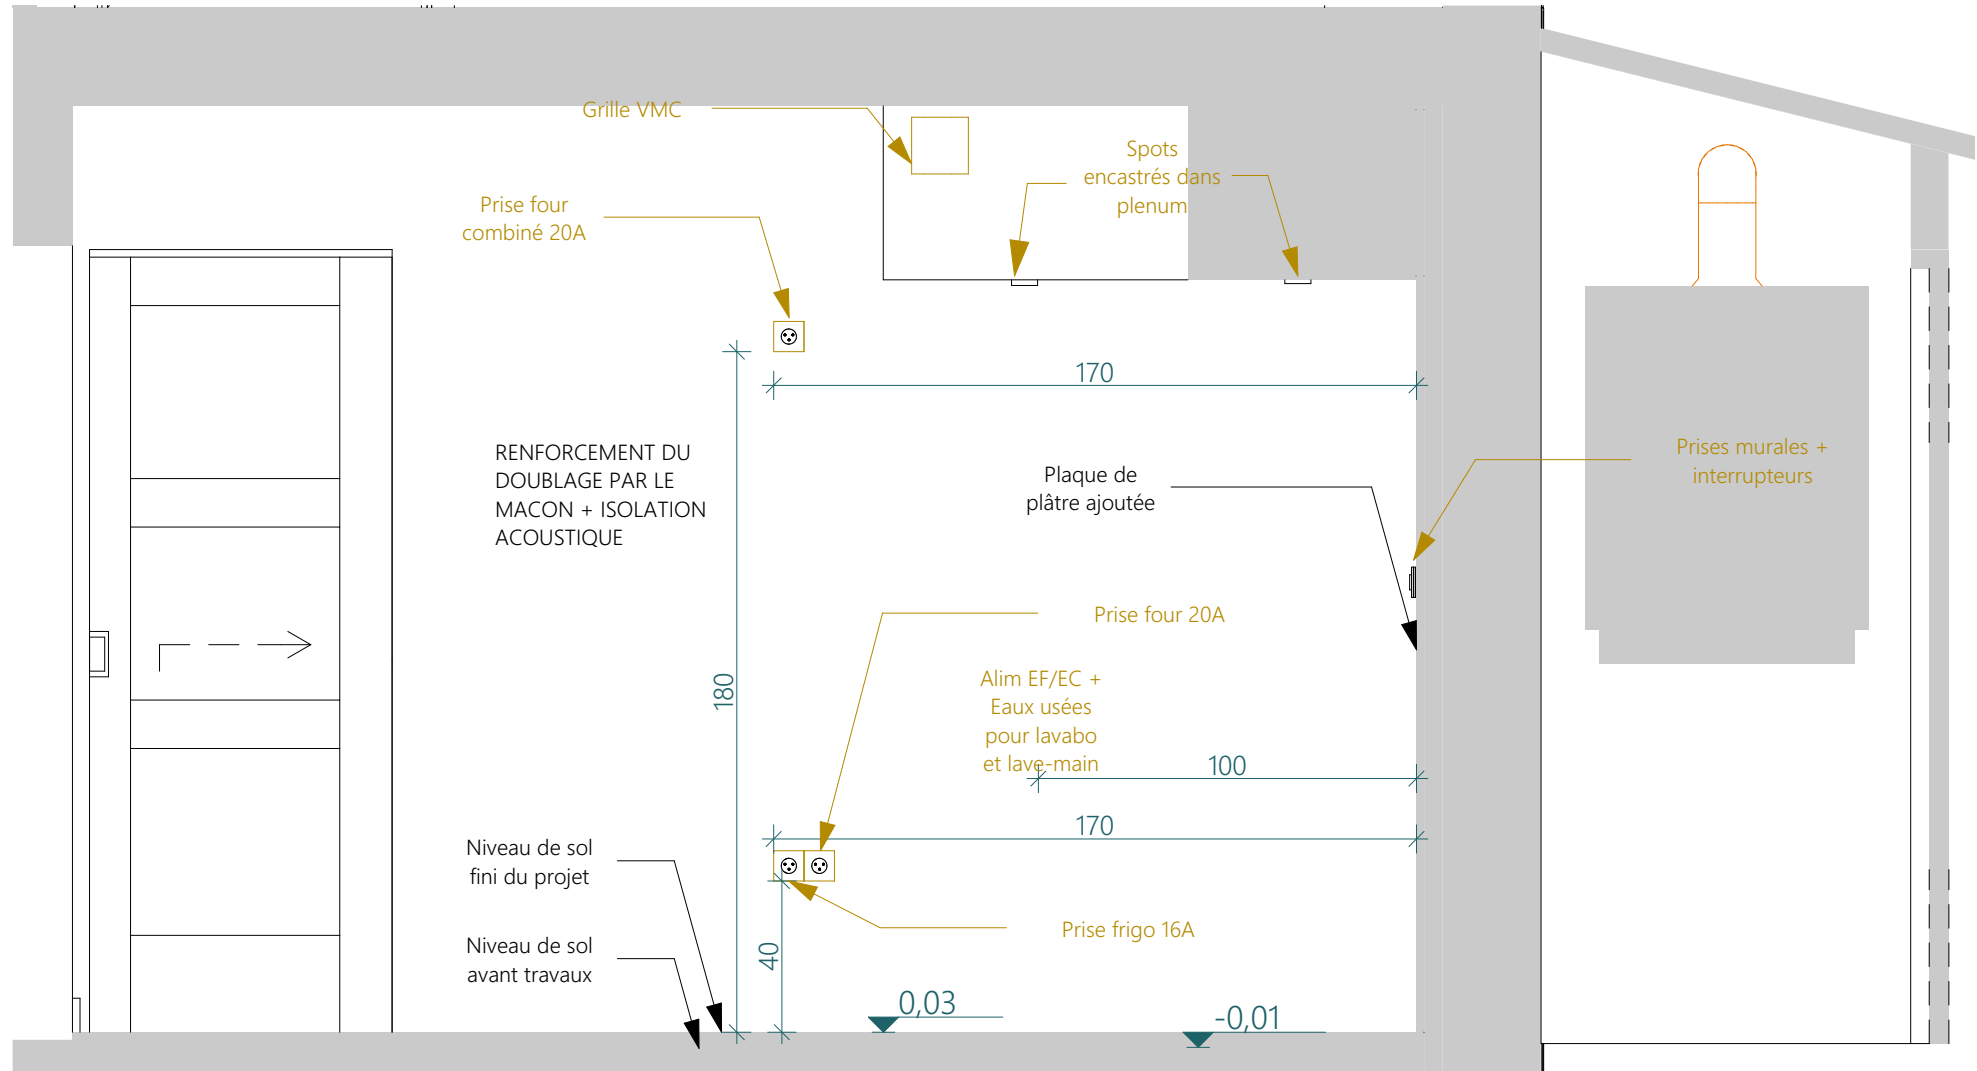 Grille VMC
Spots
encastrés dans
plenum
Prise four
combiné 20A
170
RENFORCEMENT DU
DOUBLAGE PAR LE
MACON + ISOLATION
ACOUSTIQUE
Plaque de
plâtre ajoutée
Prises murales +
interrupteurs
Prise four 20A
180
Alim EF/EC +
Eaux usées
pour lavabo
et lave-main
100
170
Niveau de sol
fini du projet
Prise frigo 16A
40
Niveau de sol
avant travaux
0,03
-0,01